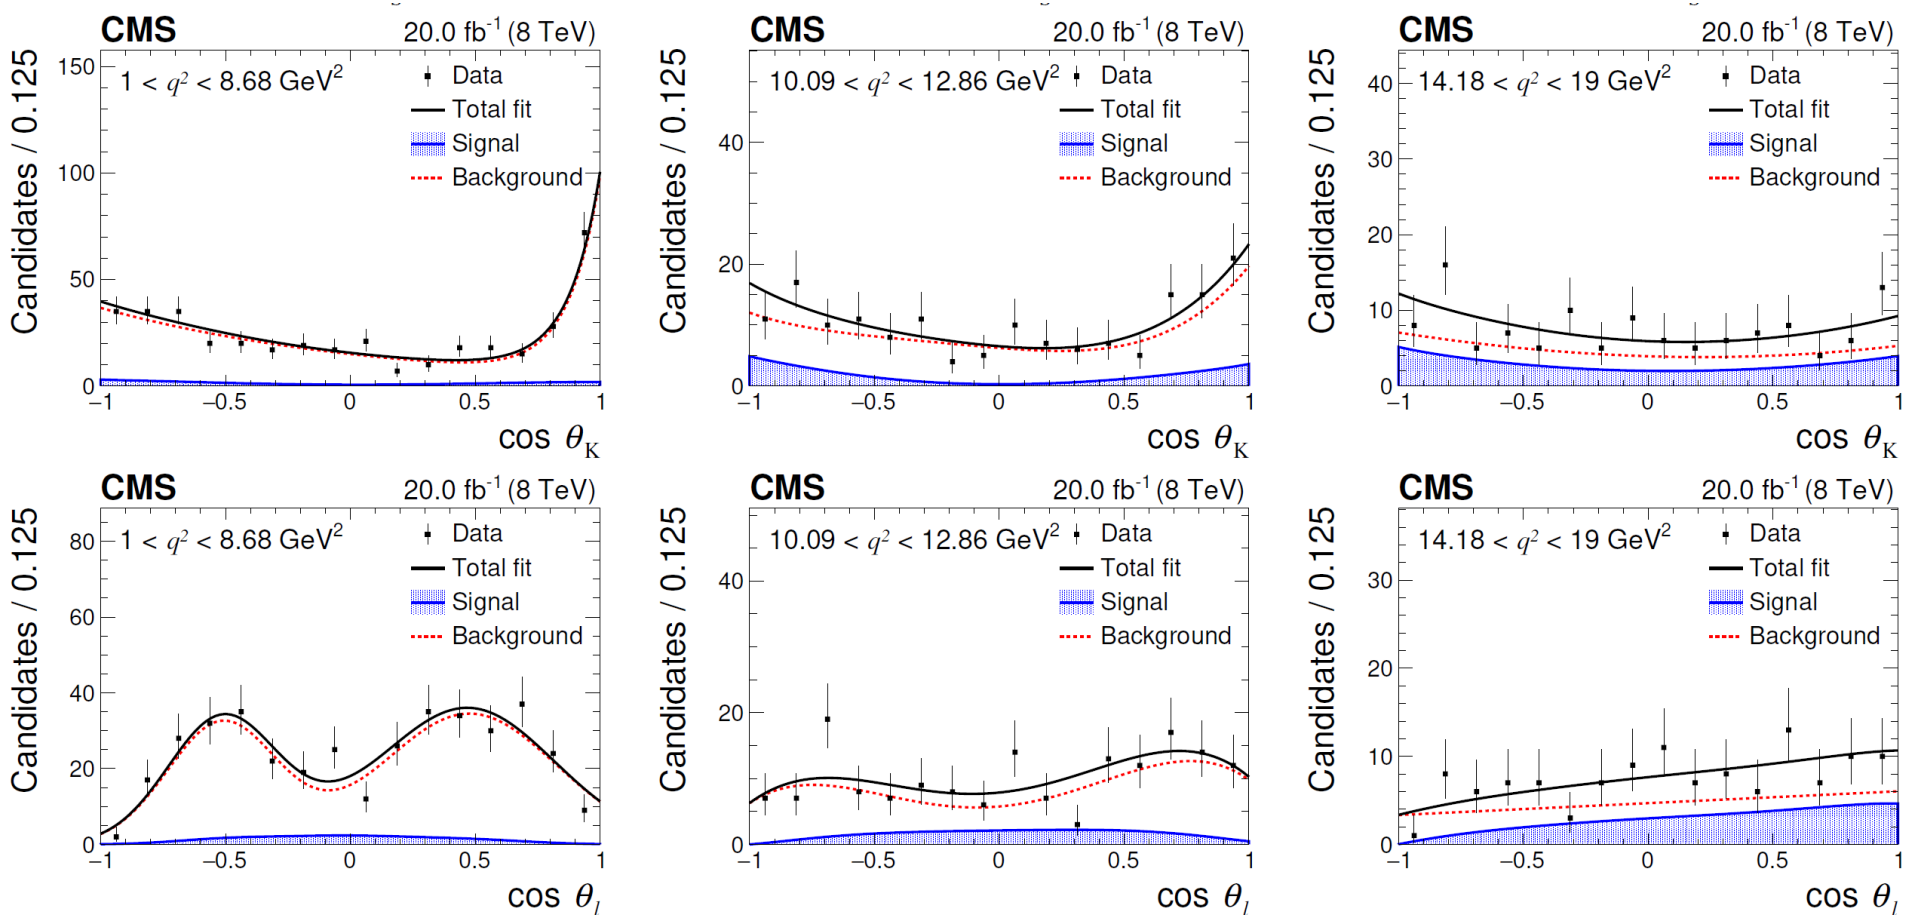 CMS 20.0 fb⁻¹ (8 TeV)
1 < q² < 8.68 GeV²
Data
Total fit
Signal
Background
Candidates / 0.125
150
100
50
0
−1 −0.5 0 0.5 1
cos θ_K
CMS 20.0 fb⁻¹ (8 TeV)
10.09 < q² < 12.86 GeV²
Data
Total fit
Signal
Background
Candidates / 0.125
40
20
0
−1 −0.5 0 0.5 1
cos θ_K
CMS 20.0 fb⁻¹ (8 TeV)
14.18 < q² < 19 GeV²
Data
Total fit
Signal
Background
Candidates / 0.125
40
30
20
10
0
−1 −0.5 0 0.5 1
cos θ_K
CMS 20.0 fb⁻¹ (8 TeV)
1 < q² < 8.68 GeV²
Data
Total fit
Signal
Background
Candidates / 0.125
80
60
40
20
0
−1 −0.5 0 0.5 1
cos θ_l
CMS 20.0 fb⁻¹ (8 TeV)
10.09 < q² < 12.86 GeV²
Data
Total fit
Signal
Background
Candidates / 0.125
40
20
0
−1 −0.5 0 0.5 1
cos θ_l
CMS 20.0 fb⁻¹ (8 TeV)
14.18 < q² < 19 GeV²
Data
Total fit
Signal
Background
Candidates / 0.125
30
20
10
0
−1 −0.5 0 0.5 1
cos θ_l